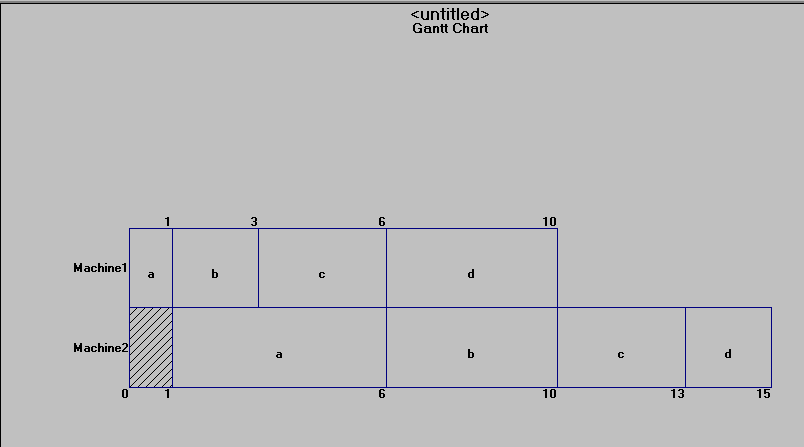 <untitled>
Gantt Chart
1 3 6 10
Machine1 a b c d
Machine2 a b c d
0 1 6 10 13 15